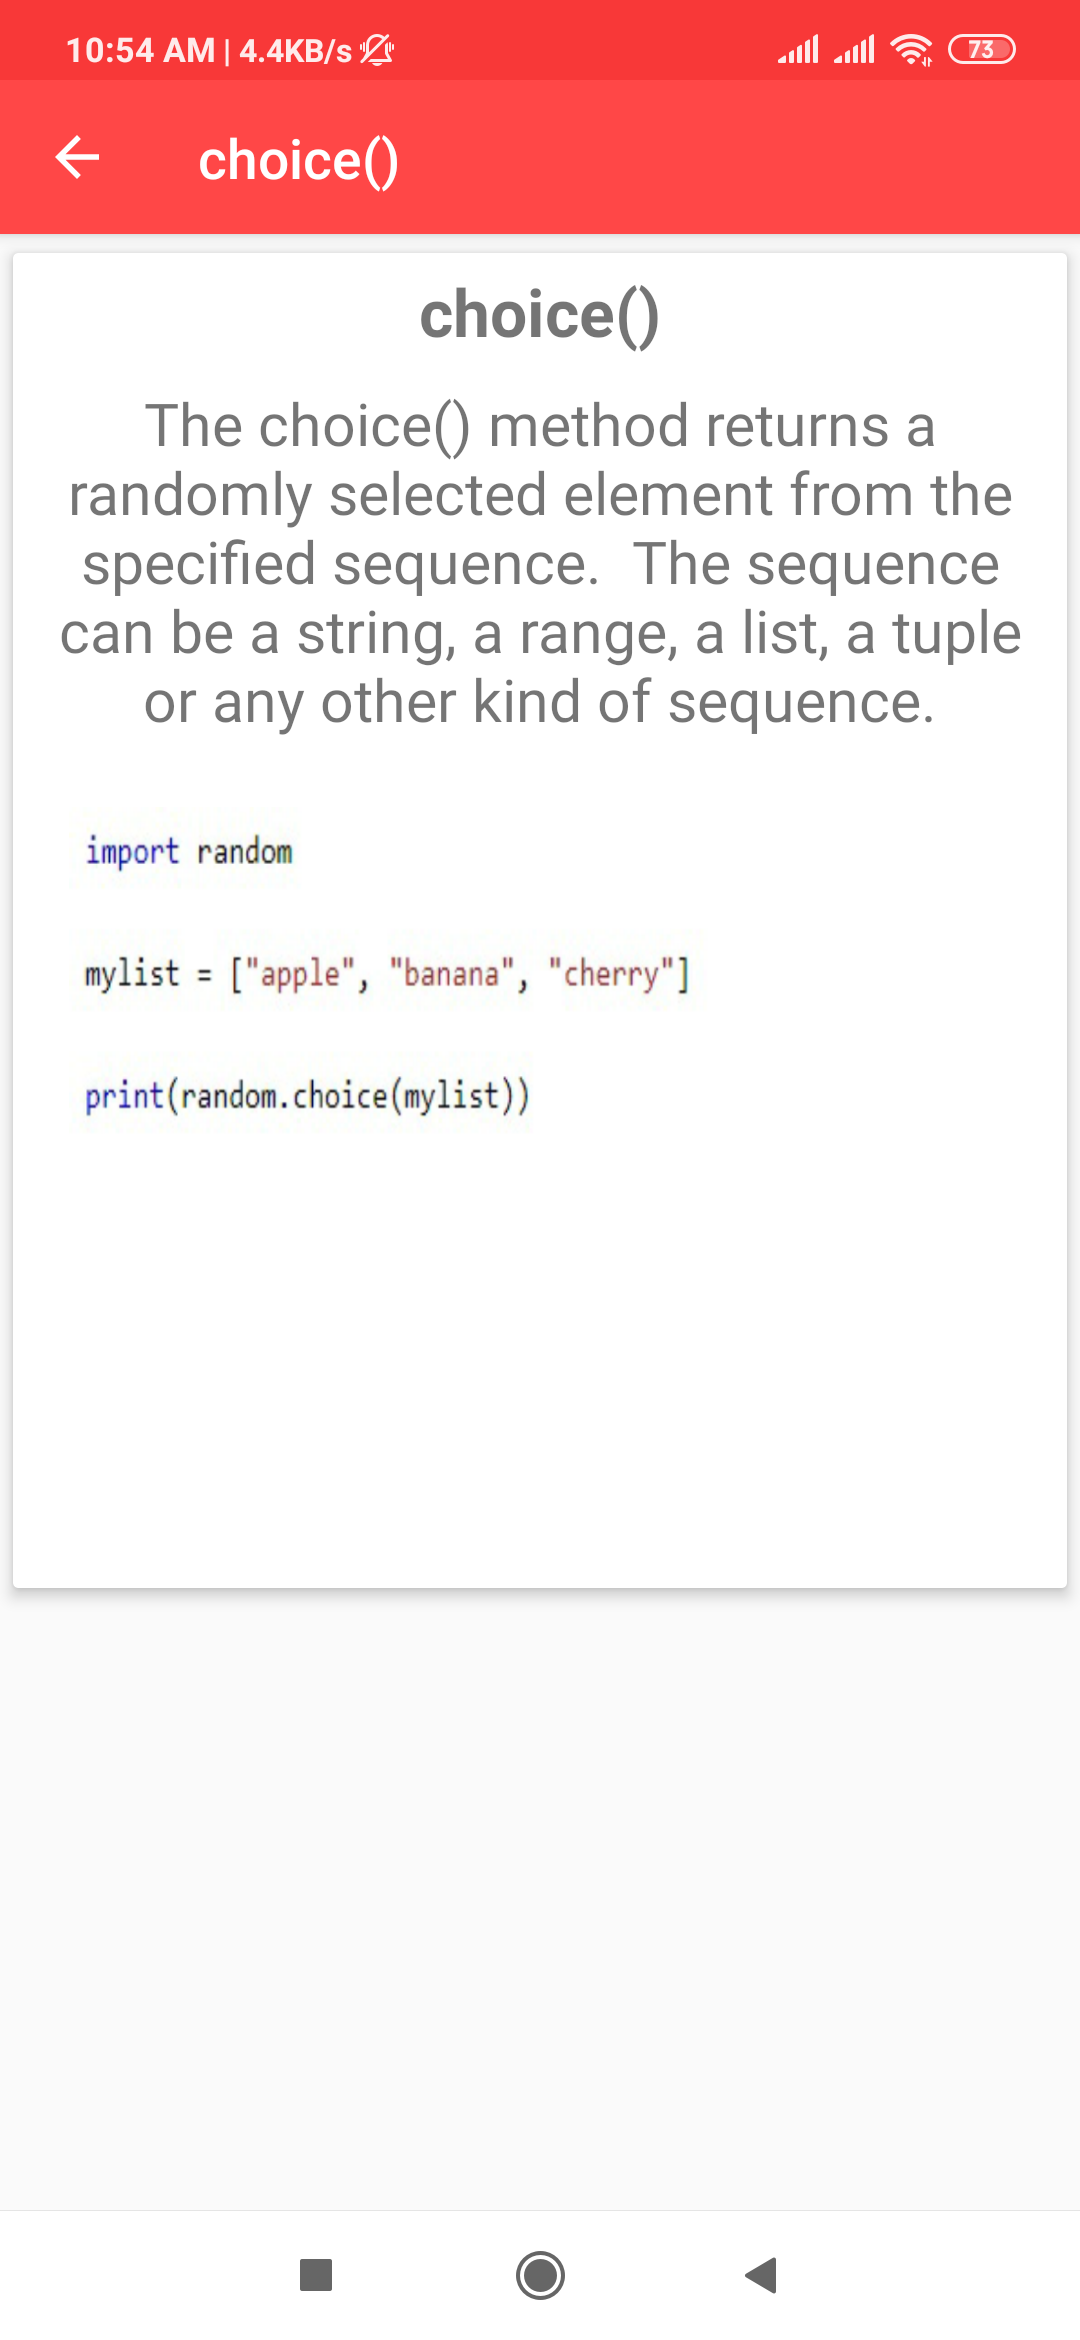 10:54 AM | 4.4KB/s
73
choice()
choice()
The choice() method returns a
randomly selected element from the
specified sequence.  The sequence
can be a string, a range, a list, a tuple
or any other kind of sequence.
import random
mylist = ["apple", "banana", "cherry"]
print(random.choice(mylist))